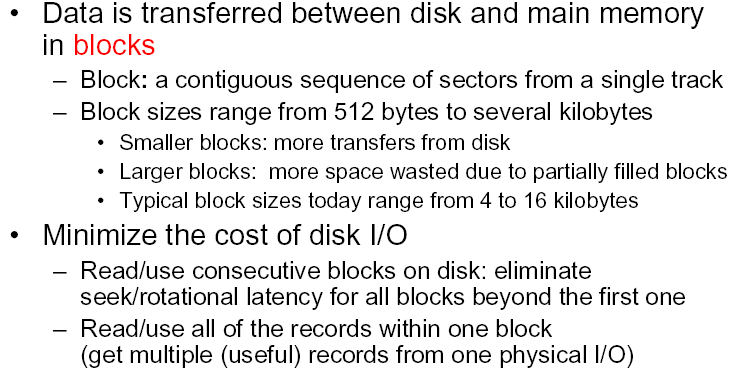 • Data is transferred between disk and main memory
in blocks
– Block: a contiguous sequence of sectors from a single track
– Block sizes range from 512 bytes to several kilobytes
• Smaller blocks: more transfers from disk
• Larger blocks: more space wasted due to partially filled blocks
• Typical block sizes today range from 4 to 16 kilobytes
• Minimize the cost of disk I/O
– Read/use consecutive blocks on disk: eliminate
seek/rotational latency for all blocks beyond the first one
– Read/use all of the records within one block
(get multiple (useful) records from one physical I/O)